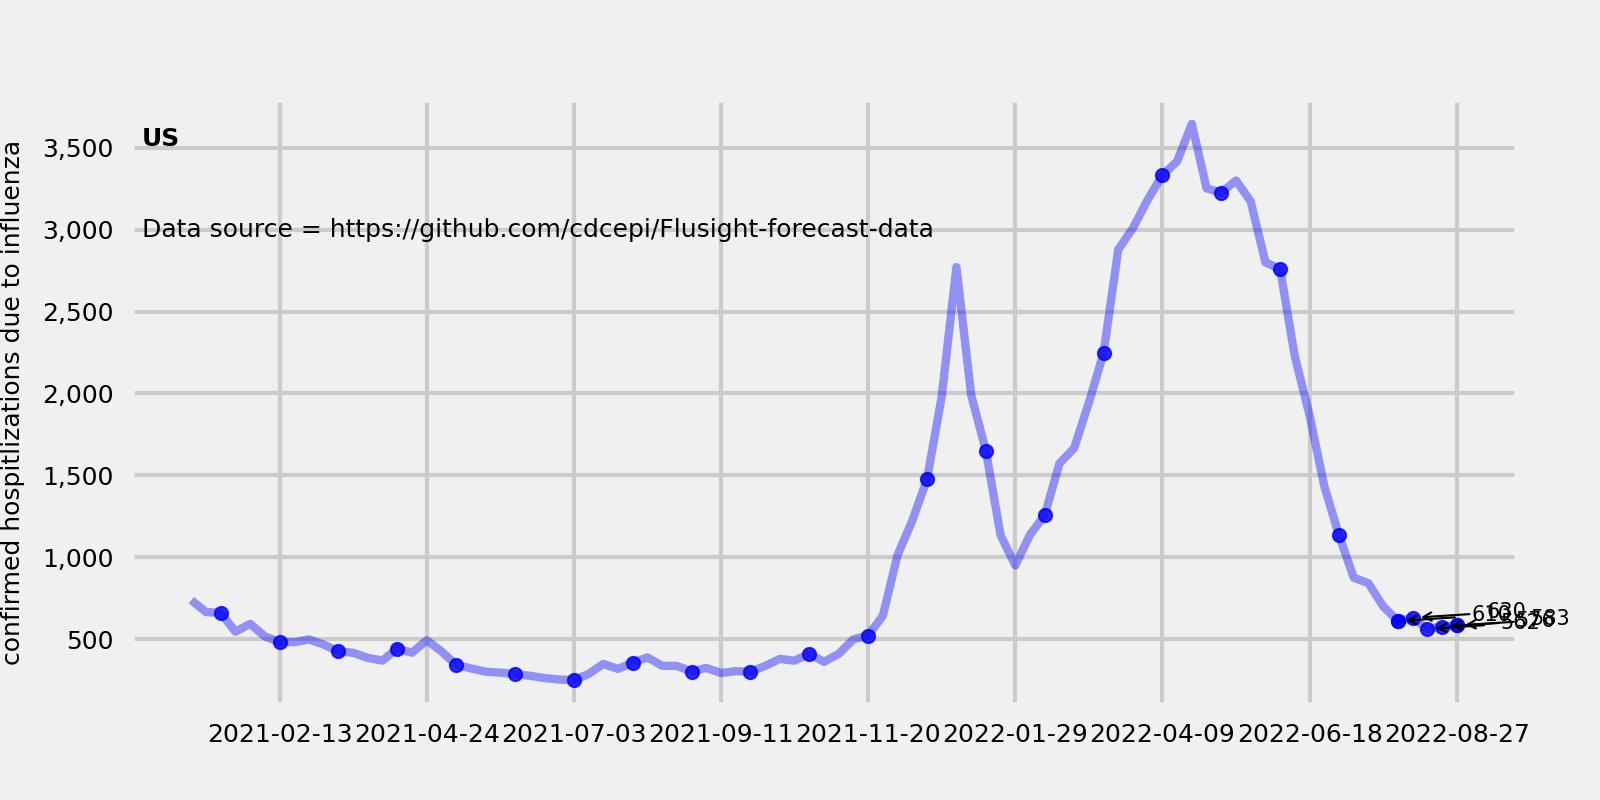 US
Data source = https://github.com/cdcepi/Flusight-forecast-data
confirmed hospitlizations due to influenza
3,500
3,000
2,500
2,000
1,500
1,000
500
630
583
2021-02-13 2021-04-24 2021-07-03 2021-09-11 2021-11-20 2022-01-29 2022-04-09 2022-06-18 2022-08-27